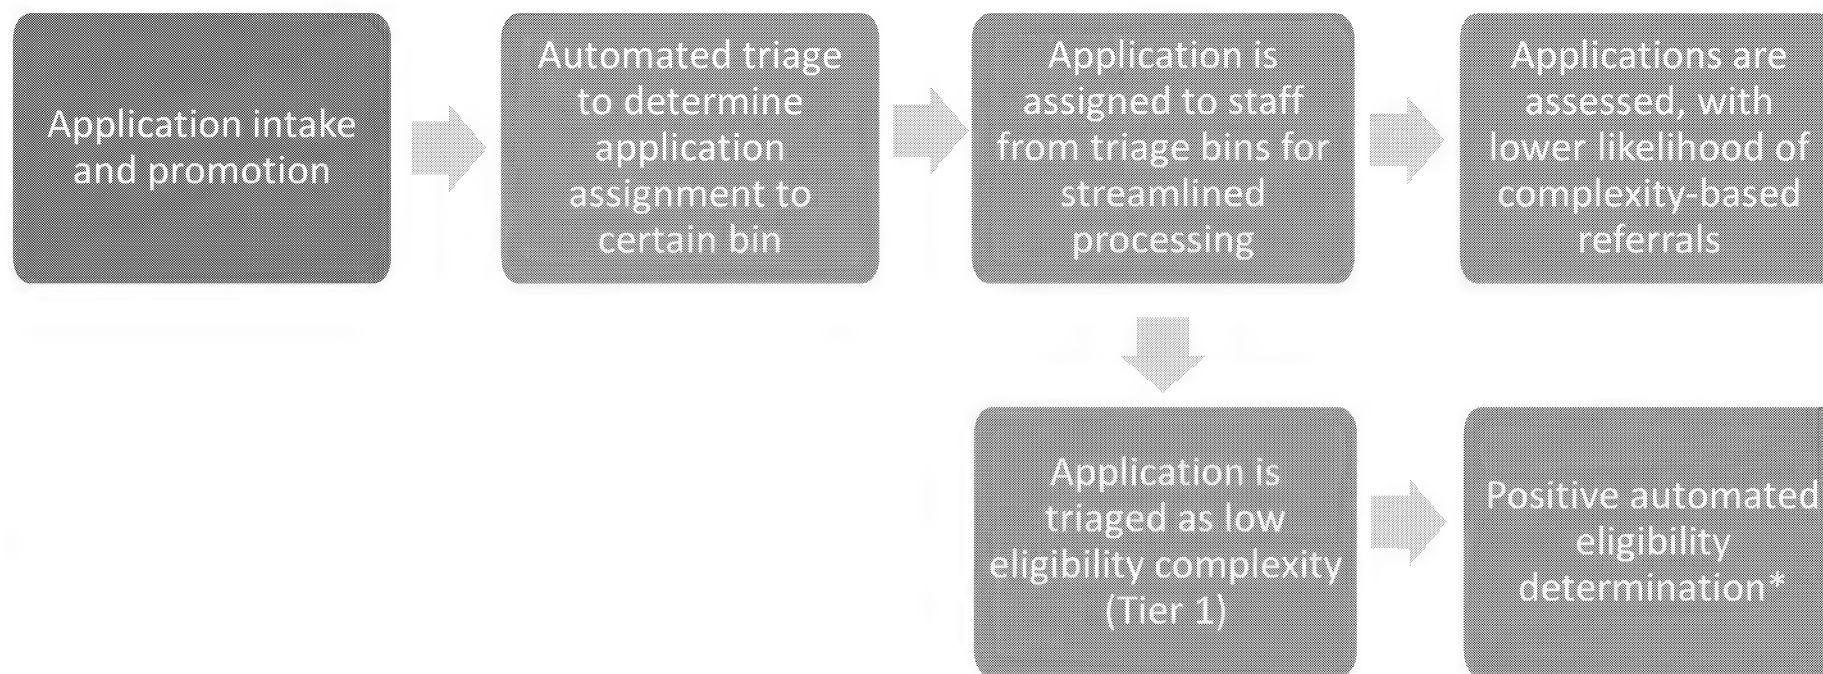 Application intake
and promotion
Automated triage
to determine
application
assignment to
certain bin
Application is
assigned to staff
from triage bins for
streamlined
processing
Applications are
assessed, with
lower likelihood of
complexity-based
referrals
Application is
triaged as low
eligibility complexity
(Tier 1)
Positive automated
eligibility
determination*